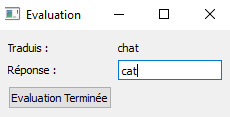 Evaluation
Traduis : chat
Réponse : cat
Evaluation Terminée